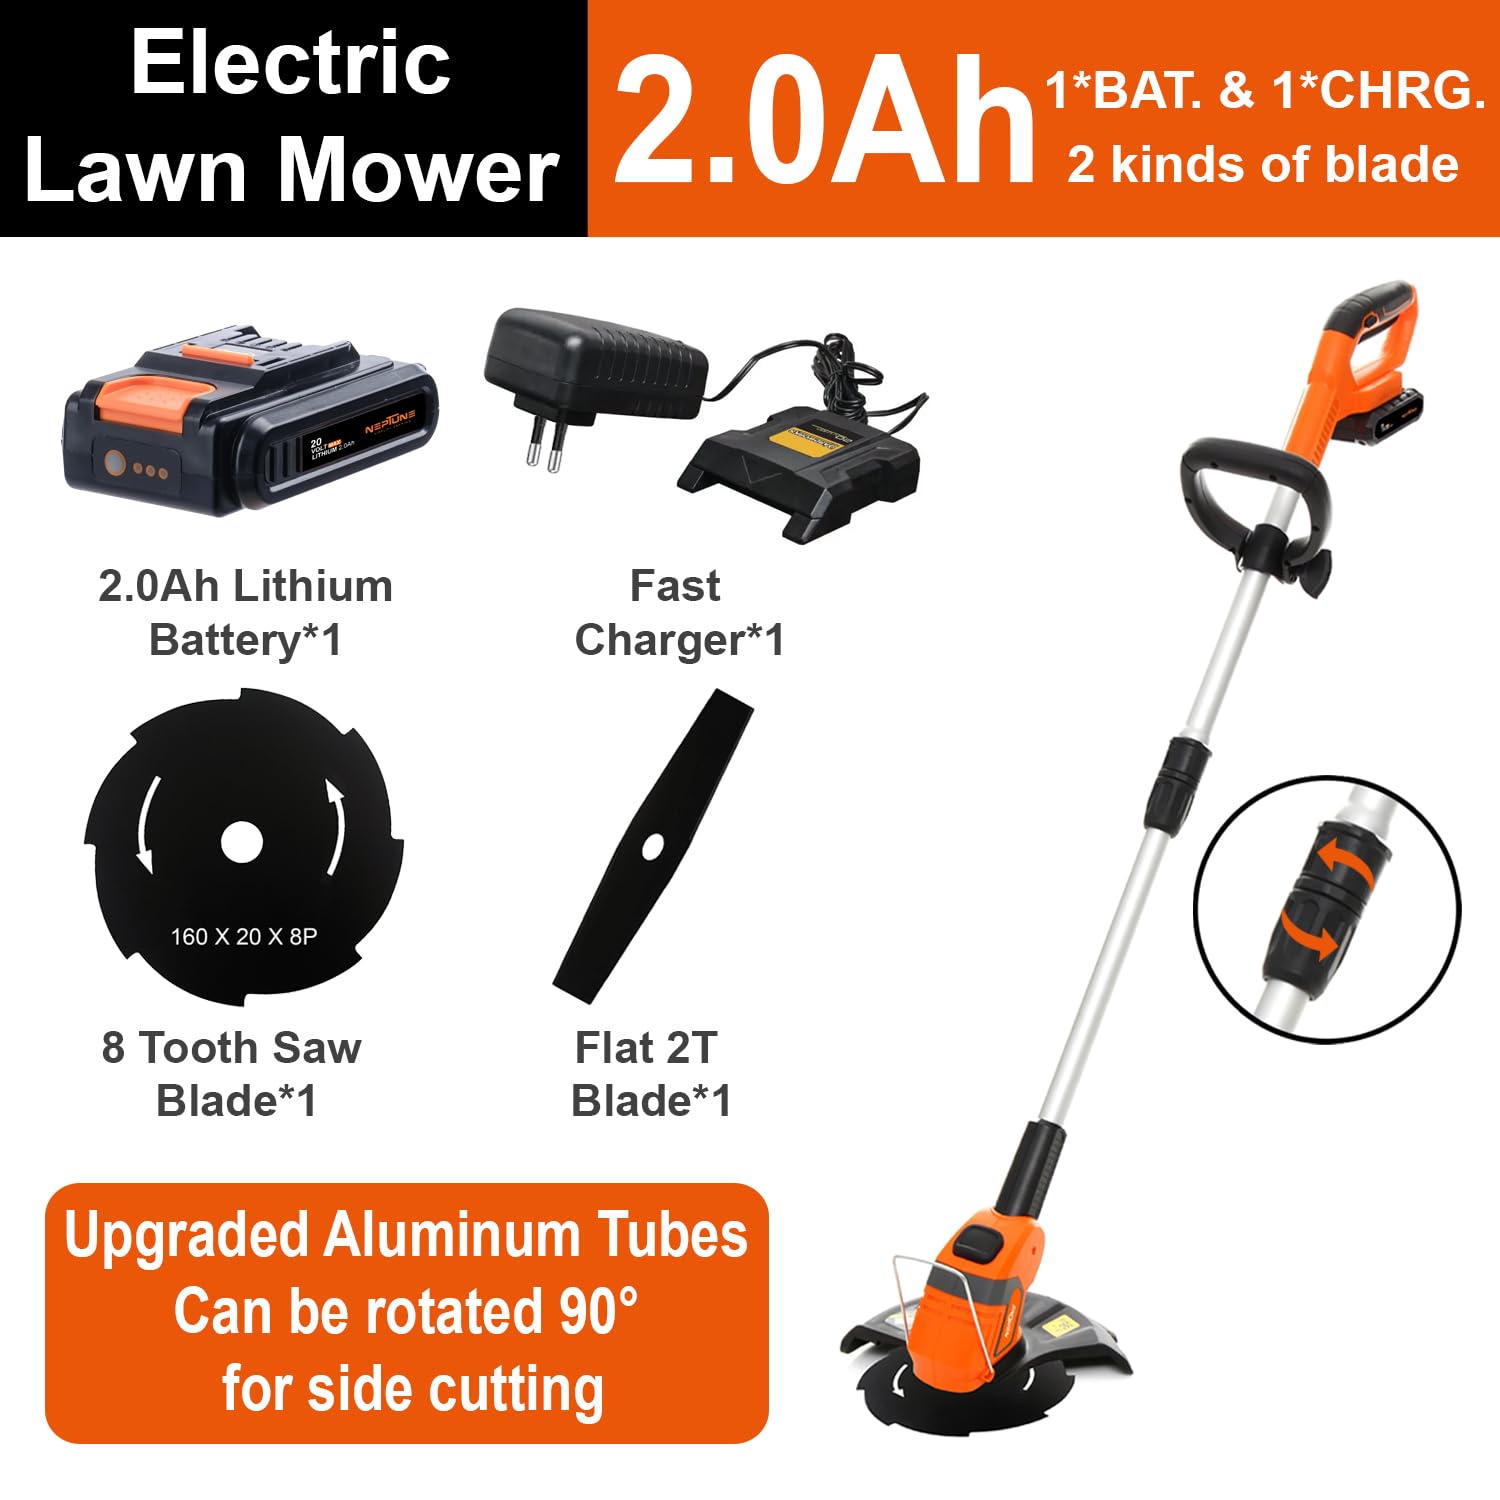 Electric
Lawn Mower
2.0Ah
1*BAT. & 1*CHRG.
2 kinds of blade
NEPTUNE
20
VOLT MAX
LITHIUM 2.0Ah
2.0Ah Lithium
Battery*1
Fast
Charger*1
160 X 20 X 8P
8 Tooth Saw
Blade*1
Flat 2T
Blade*1
Upgraded Aluminum Tubes
Can be rotated 90°
for side cutting